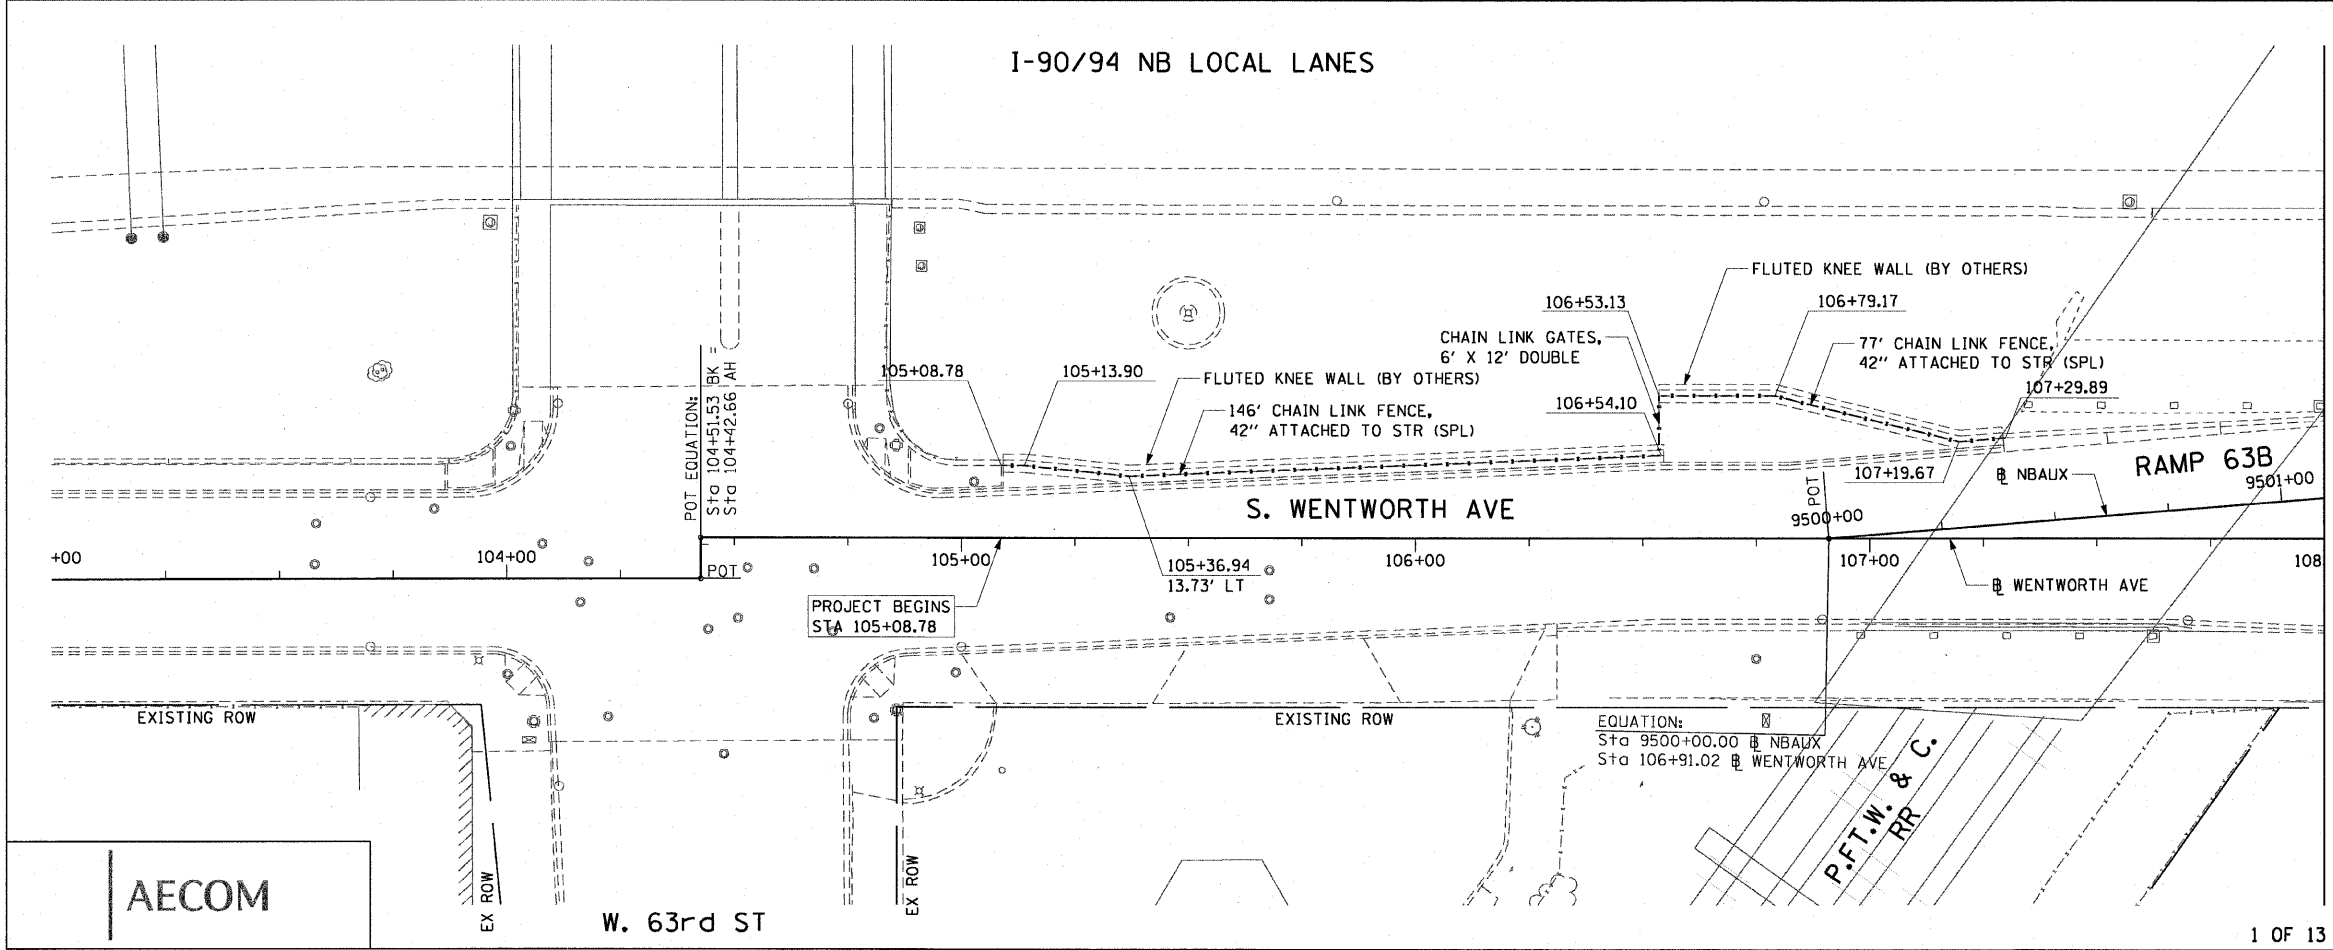 I-90/94 NB LOCAL LANES
FLUTED KNEE WALL (BY OTHERS)
106+53.13
106+79.17
CHAIN LINK GATES,
6' X 12' DOUBLE
77' CHAIN LINK FENCE,
42" ATTACHED TO STR (SPL)
POT EQUATION:
Sta 104+51.53 BK =
Sta 104+42.66 AH
105+08.78
105+13.90
FLUTED KNEE WALL (BY OTHERS)
146' CHAIN LINK FENCE,
42" ATTACHED TO STR (SPL)
106+54.10
107+29.89
107+19.67
RAMP 63B
℄ NBAUX
9501+00
S. WENTWORTH AVE
POT
9500+00
+00
104+00
POT
105+00
105+36.94
13.73' LT
106+00
107+00
108
℄ WENTWORTH AVE
PROJECT BEGINS
STA 105+08.78
EXISTING ROW
EXISTING ROW
EQUATION:
Sta 9500+00.00 ℄ NBAUX
Sta 106+91.02 ℄ WENTWORTH AVE
P.FT.W. & C.
RR
AECOM
EX ROW
W. 63rd ST
EX ROW
1 OF 13